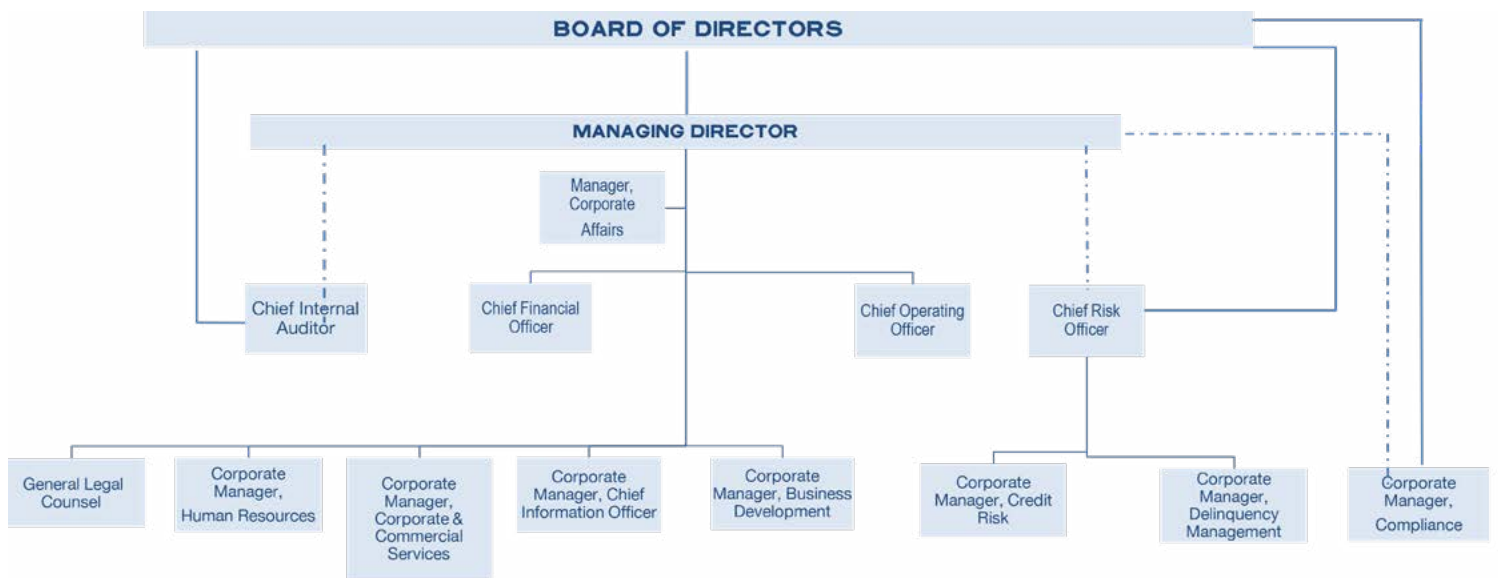 BOARD OF DIRECTORS
MANAGING DIRECTOR
Manager,
Corporate
Affairs
Chief Internal
Auditor
Chief Financial
Officer
Chief Operating
Officer
Chief Risk
Officer
General Legal
Counsel
Corporate
Manager,
Human Resources
Corporate
Manager,
Corporate &
Commercial
Services
Corporate
Manager, Chief
Information Officer
Corporate
Manager, Business
Development
Corporate
Manager, Credit
Risk
Corporate
Manager,
Delinquency
Management
Corporate
Manager,
Compliance